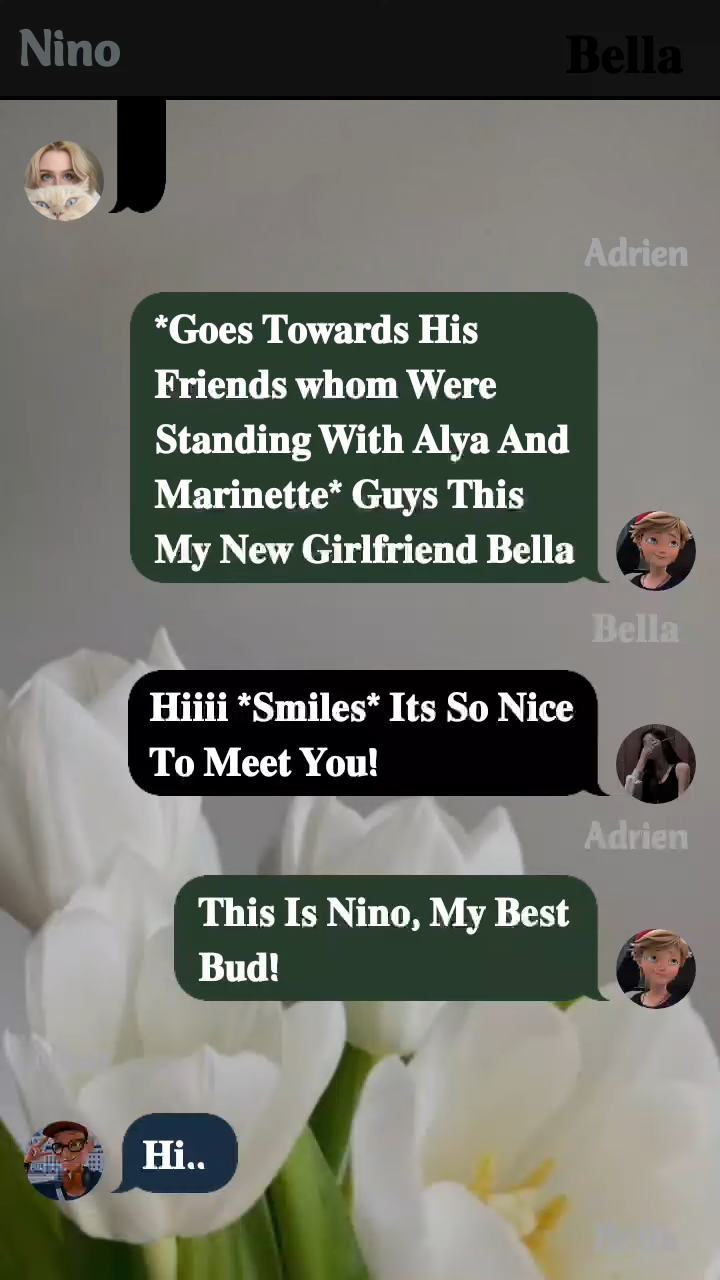 Nino
Bella
Adrien
*Goes Towards His
Friends whom Were
Standing With Alya And
Marinette* Guys This
My New Girlfriend Bella
Bella
Hiiii *Smiles* Its So Nice
To Meet You!
Adrien
This Is Nino, My Best
Bud!
Hi..
Bella